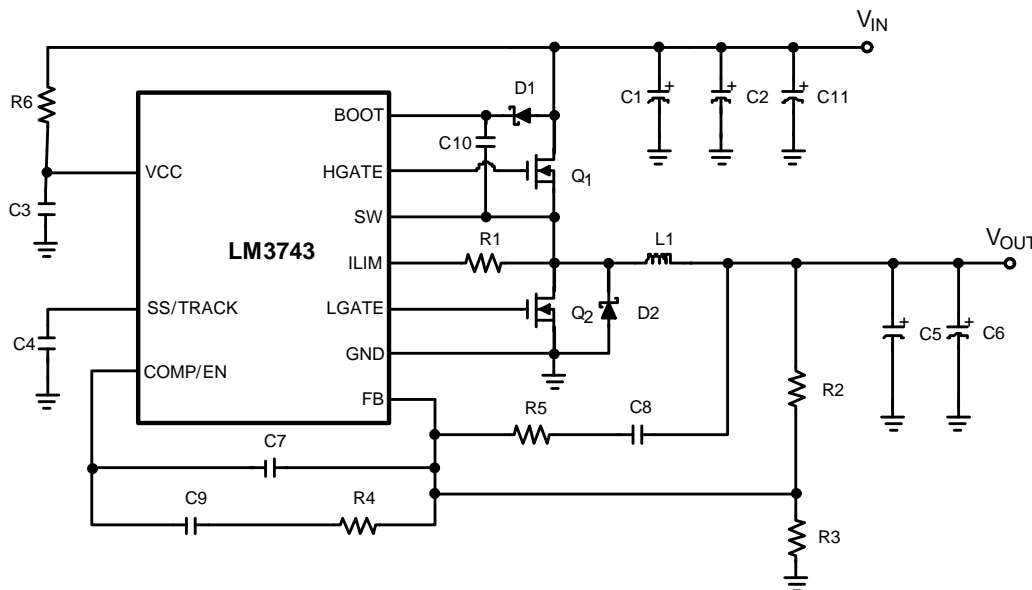 VIN
D1
R6
C1
+
C2
+
C11
+
BOOT
C10
VCC
HGATE
Q1
C3
SW
LM3743
R1
L1
VOUT
ILIM
SS/TRACK
LGATE
Q2
D2
C5
+
C6
+
C4
GND
COMP/EN
FB
R2
R5
C8
C7
C9
R4
R3